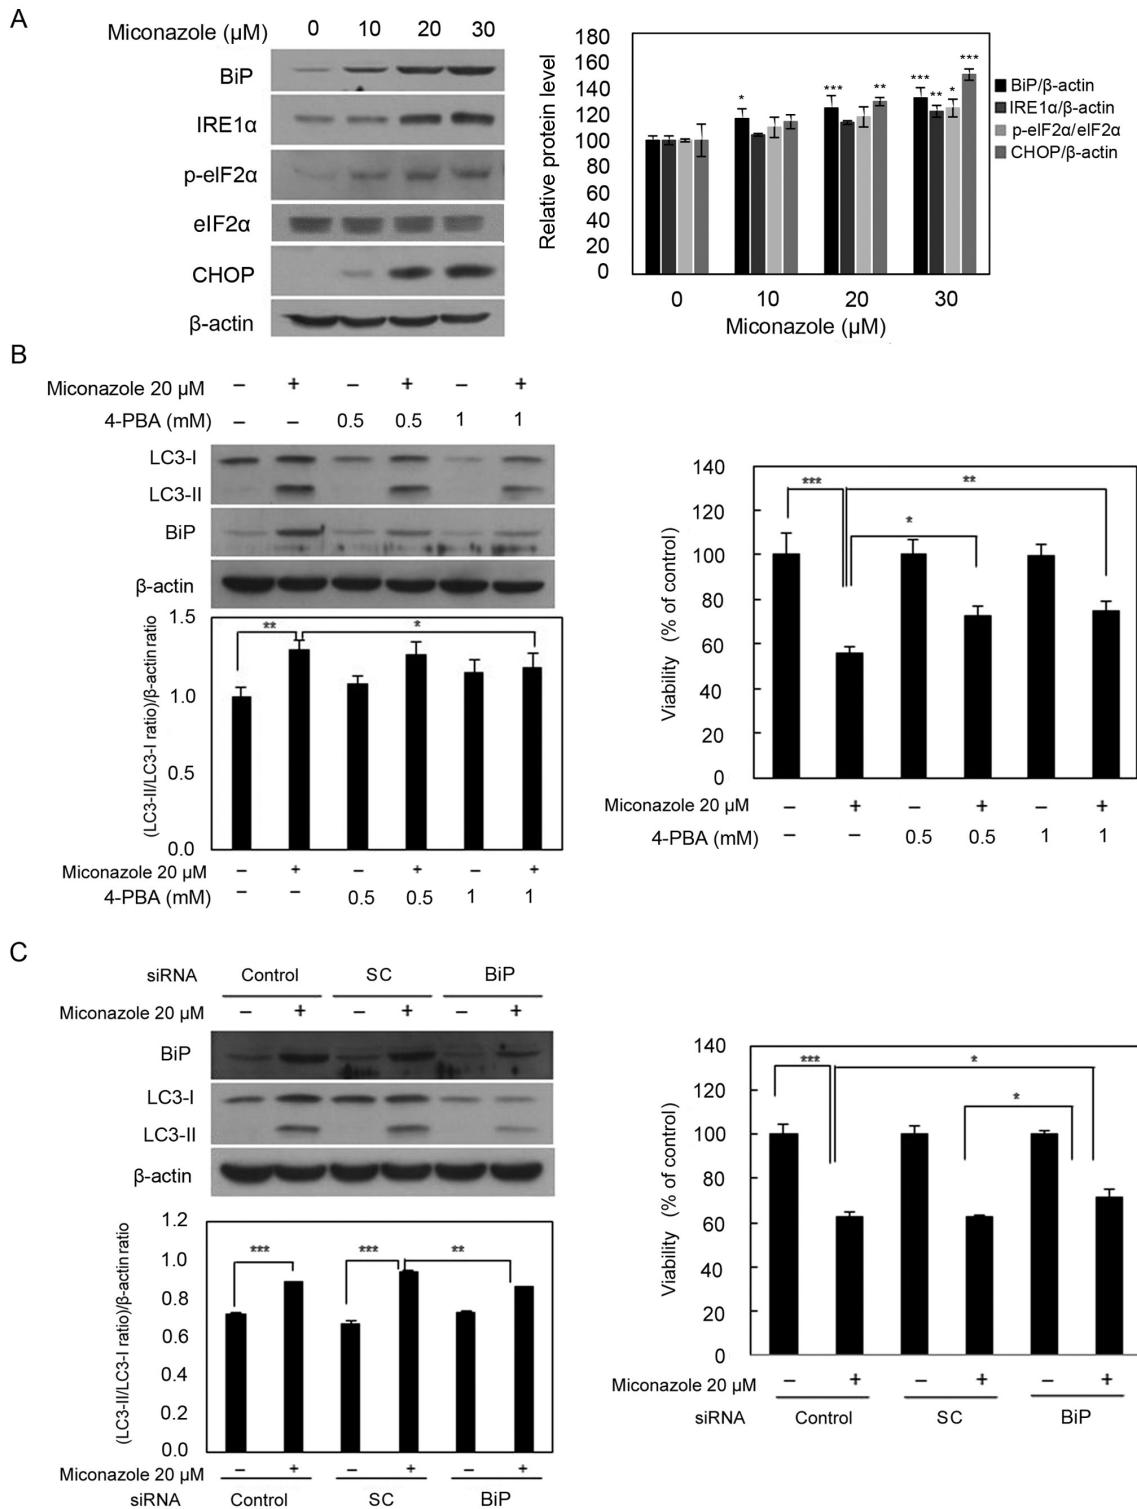 A
Miconazole (µM) 0 10 20 30
BiP
IRE1α
p-eIF2α
eIF2α
CHOP
β-actin
Relative protein level
180
160
140
120
100
80
60
40
20
0
* *** ** *** ** * ***
BiP/β-actin
IRE1α/β-actin
p-eIF2α/eIF2α
CHOP/β-actin
0 10 20 30
Miconazole (µM)
B
Miconazole 20 µM – + – + – +
4-PBA (mM) – – 0.5 0.5 1 1
LC3-I
LC3-II
BiP
β-actin
(LC3-II/LC3-I ratio)/β-actin ratio
1.5
1.0
0.5
0.0
** *
Miconazole 20 µM – + – + – +
4-PBA (mM) – – 0.5 0.5 1 1
Viability (% of control)
140
120
100
80
60
40
20
0
*** ** *
Miconazole 20 µM – + – + – +
4-PBA (mM) – – 0.5 0.5 1 1
C
siRNA Control SC BiP
Miconazole 20 µM – + – + – +
BiP
LC3-I
LC3-II
β-actin
(LC3-II/LC3-I ratio)/β-actin ratio
1.2
1.0
0.8
0.6
0.4
0.2
0.0
*** *** **
Miconazole 20 µM – + – + – +
siRNA Control SC BiP
Viability (% of control)
140
120
100
80
60
40
20
0
*** * *
Miconazole 20 µM – + – + – +
siRNA Control SC BiP